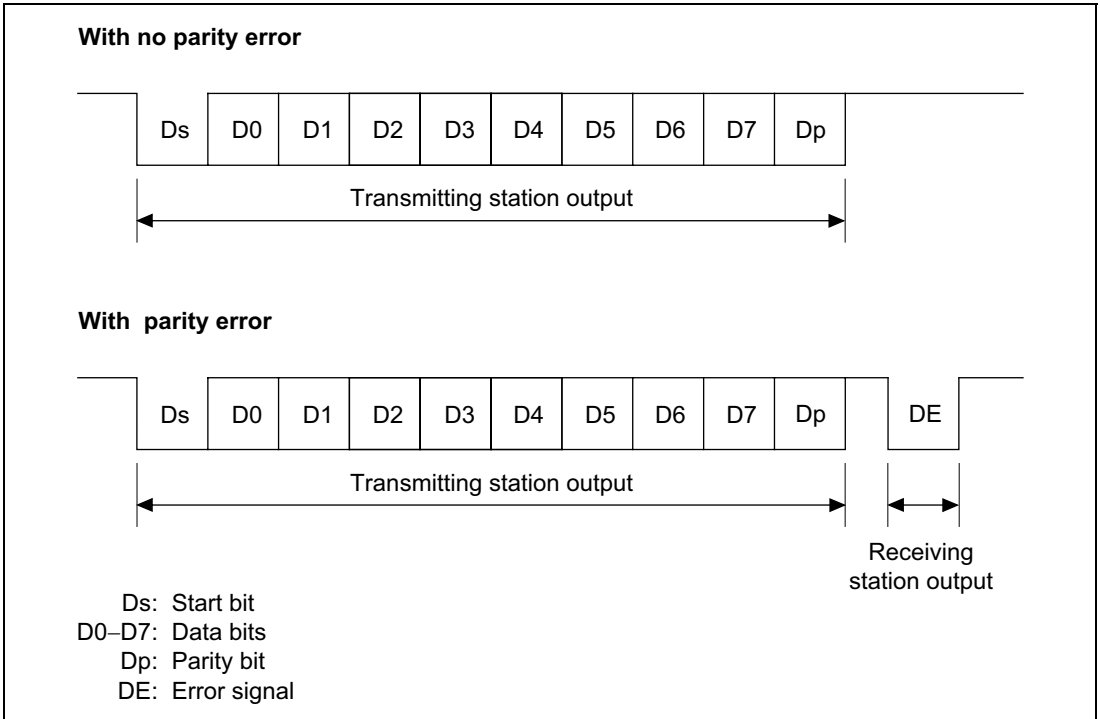 With no parity error
Ds D0 D1 D2 D3 D4 D5 D6 D7 Dp
Transmitting station output
With parity error
Ds D0 D1 D2 D3 D4 D5 D6 D7 Dp DE
Transmitting station output
Receiving
station output
Ds: Start bit
D0–D7: Data bits
Dp: Parity bit
DE: Error signal